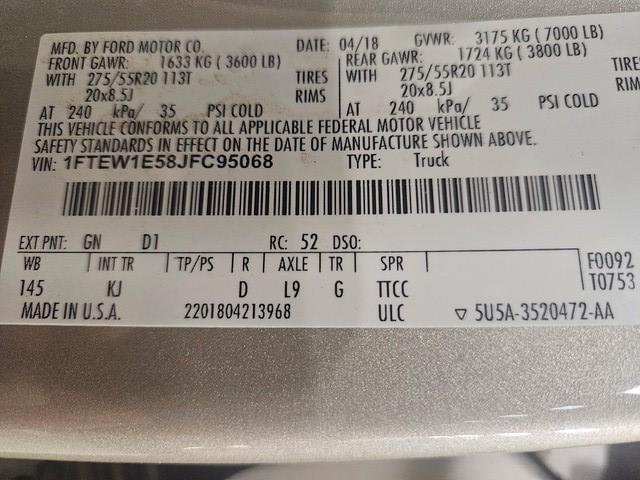 MFD. BY FORD MOTOR CO. DATE: 04/18 GVWR: 3175 KG ( 7000 LB)
FRONT GAWR: 1633 KG ( 3600 LB) REAR GAWR: 1724 KG ( 3800 LB)
WITH 275/55R20 113T TIRES WITH 275/55R20 113T TIRE
20x8.5J RIMS 20x8.5J RIM
AT 240 kPa/ 35 PSI COLD AT 240 kPa/ 35 PSI COLD
THIS VEHICLE CONFORMS TO ALL APPLICABLE FEDERAL MOTOR VEHICLE
SAFETY STANDARDS IN EFFECT ON THE DATE OF MANUFACTURE SHOWN ABOVE.
VIN: 1FTEW1E58JFC95068 TYPE: Truck
EXT PNT: GN D1 RC: 52 DSO:
WB INT TR TP/PS R AXLE TR SPR F0092
145 KJ D L9 G TTCC T0753
MADE IN U.S.A. 2201804213968 ULC ▽ 5U5A-3520472-AA